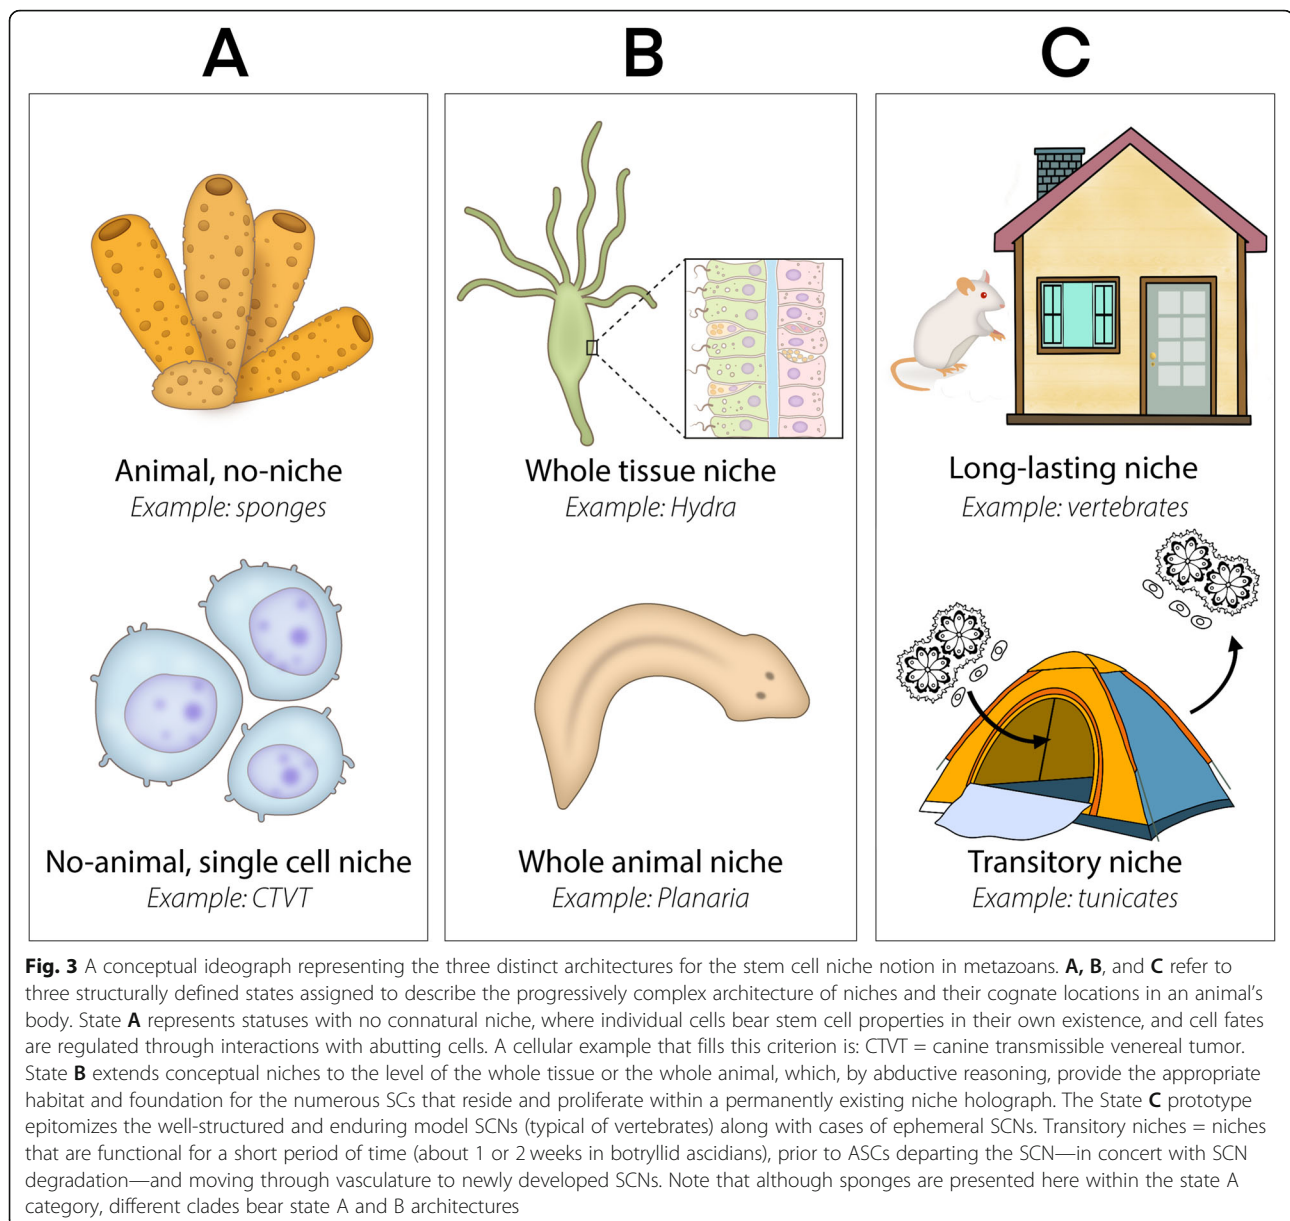 A
B
C
Animal, no-niche
Example: sponges
Whole tissue niche
Example: Hydra
Long-lasting niche
Example: vertebrates
No-animal, single cell niche
Example: CTVT
Whole animal niche
Example: Planaria
Transitory niche
Example: tunicates
Fig. 3 A conceptual ideograph representing the three distinct architectures for the stem cell niche notion in metazoans. A, B, and C refer to
three structurally defined states assigned to describe the progressively complex architecture of niches and their cognate locations in an animal's
body. State A represents statuses with no connatural niche, where individual cells bear stem cell properties in their own existence, and cell fates
are regulated through interactions with abutting cells. A cellular example that fills this criterion is: CTVT = canine transmissible venereal tumor.
State B extends conceptual niches to the level of the whole tissue or the whole animal, which, by abductive reasoning, provide the appropriate
habitat and foundation for the numerous SCs that reside and proliferate within a permanently existing niche holograph. The State C prototype
epitomizes the well-structured and enduring model SCNs (typical of vertebrates) along with cases of ephemeral SCNs. Transitory niches = niches
that are functional for a short period of time (about 1 or 2 weeks in botryllid ascidians), prior to ASCs departing the SCN—in concert with SCN
degradation—and moving through vasculature to newly developed SCNs. Note that although sponges are presented here within the state A
category, different clades bear state A and B architectures